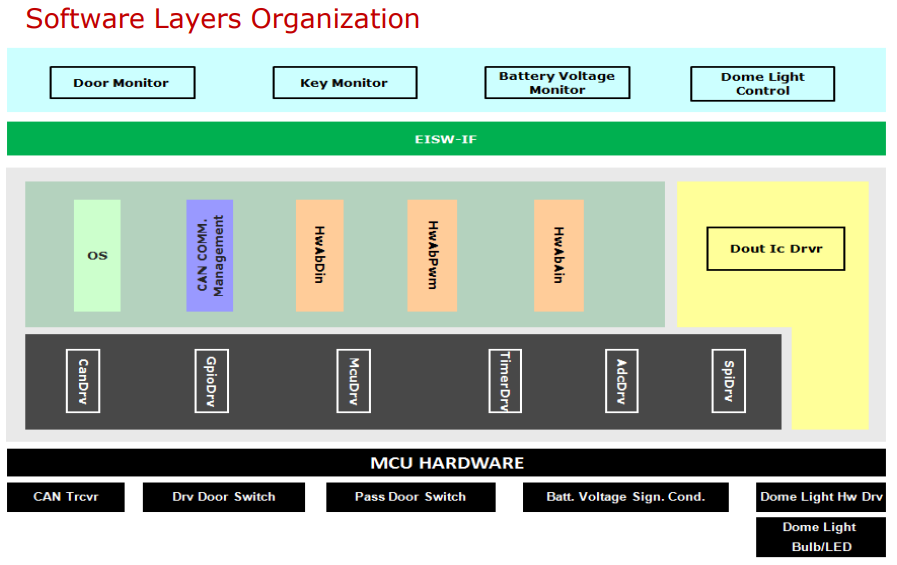 Software Layers Organization
Door Monitor
Key Monitor
Battery Voltage
Monitor
Dome Light
Control
EISW-IF
OS
CAN COMM.
Management
HwAbDin
HwAbPwm
HwAbAin
Dout Ic Drvr
CanDrv
GpioDrv
McuDrv
TimerDrv
AdcDrv
SpiDrv
MCU HARDWARE
CAN Trcvr
Drv Door Switch
Pass Door Switch
Batt. Voltage Sign. Cond.
Dome Light Hw Drv
Dome Light
Bulb/LED